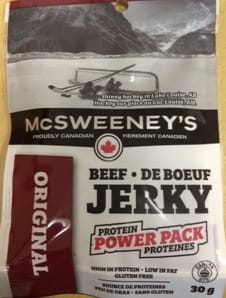 Shinny hockey in Lake Louise, AB.
Hockey sur glace au Lac Louise, Alb.
McSWEENEY'S
PROUDLY CANADIAN FIÈREMENT CANADIEN
ORIGINAL
BEEF • DE BOEUF
JERKY
PROTEIN
POWER PACK
PROTÉINES
HIGH IN PROTEIN • LOW IN FAT
GLUTEN FREE
SOURCE DE PROTÉINES
PEU DE GRAS • SANS GLUTEN
30 g